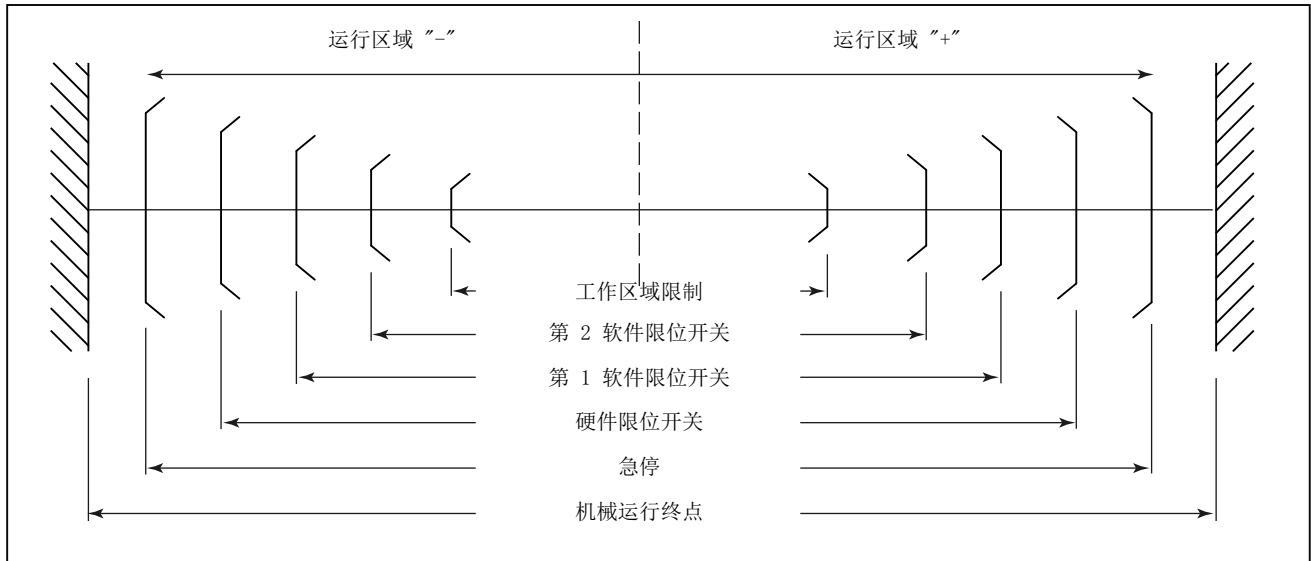 运行区域 "-"
运行区域 "+"
工作区域限制
第 2 软件限位开关
第 1 软件限位开关
硬件限位开关
急停
机械运行终点